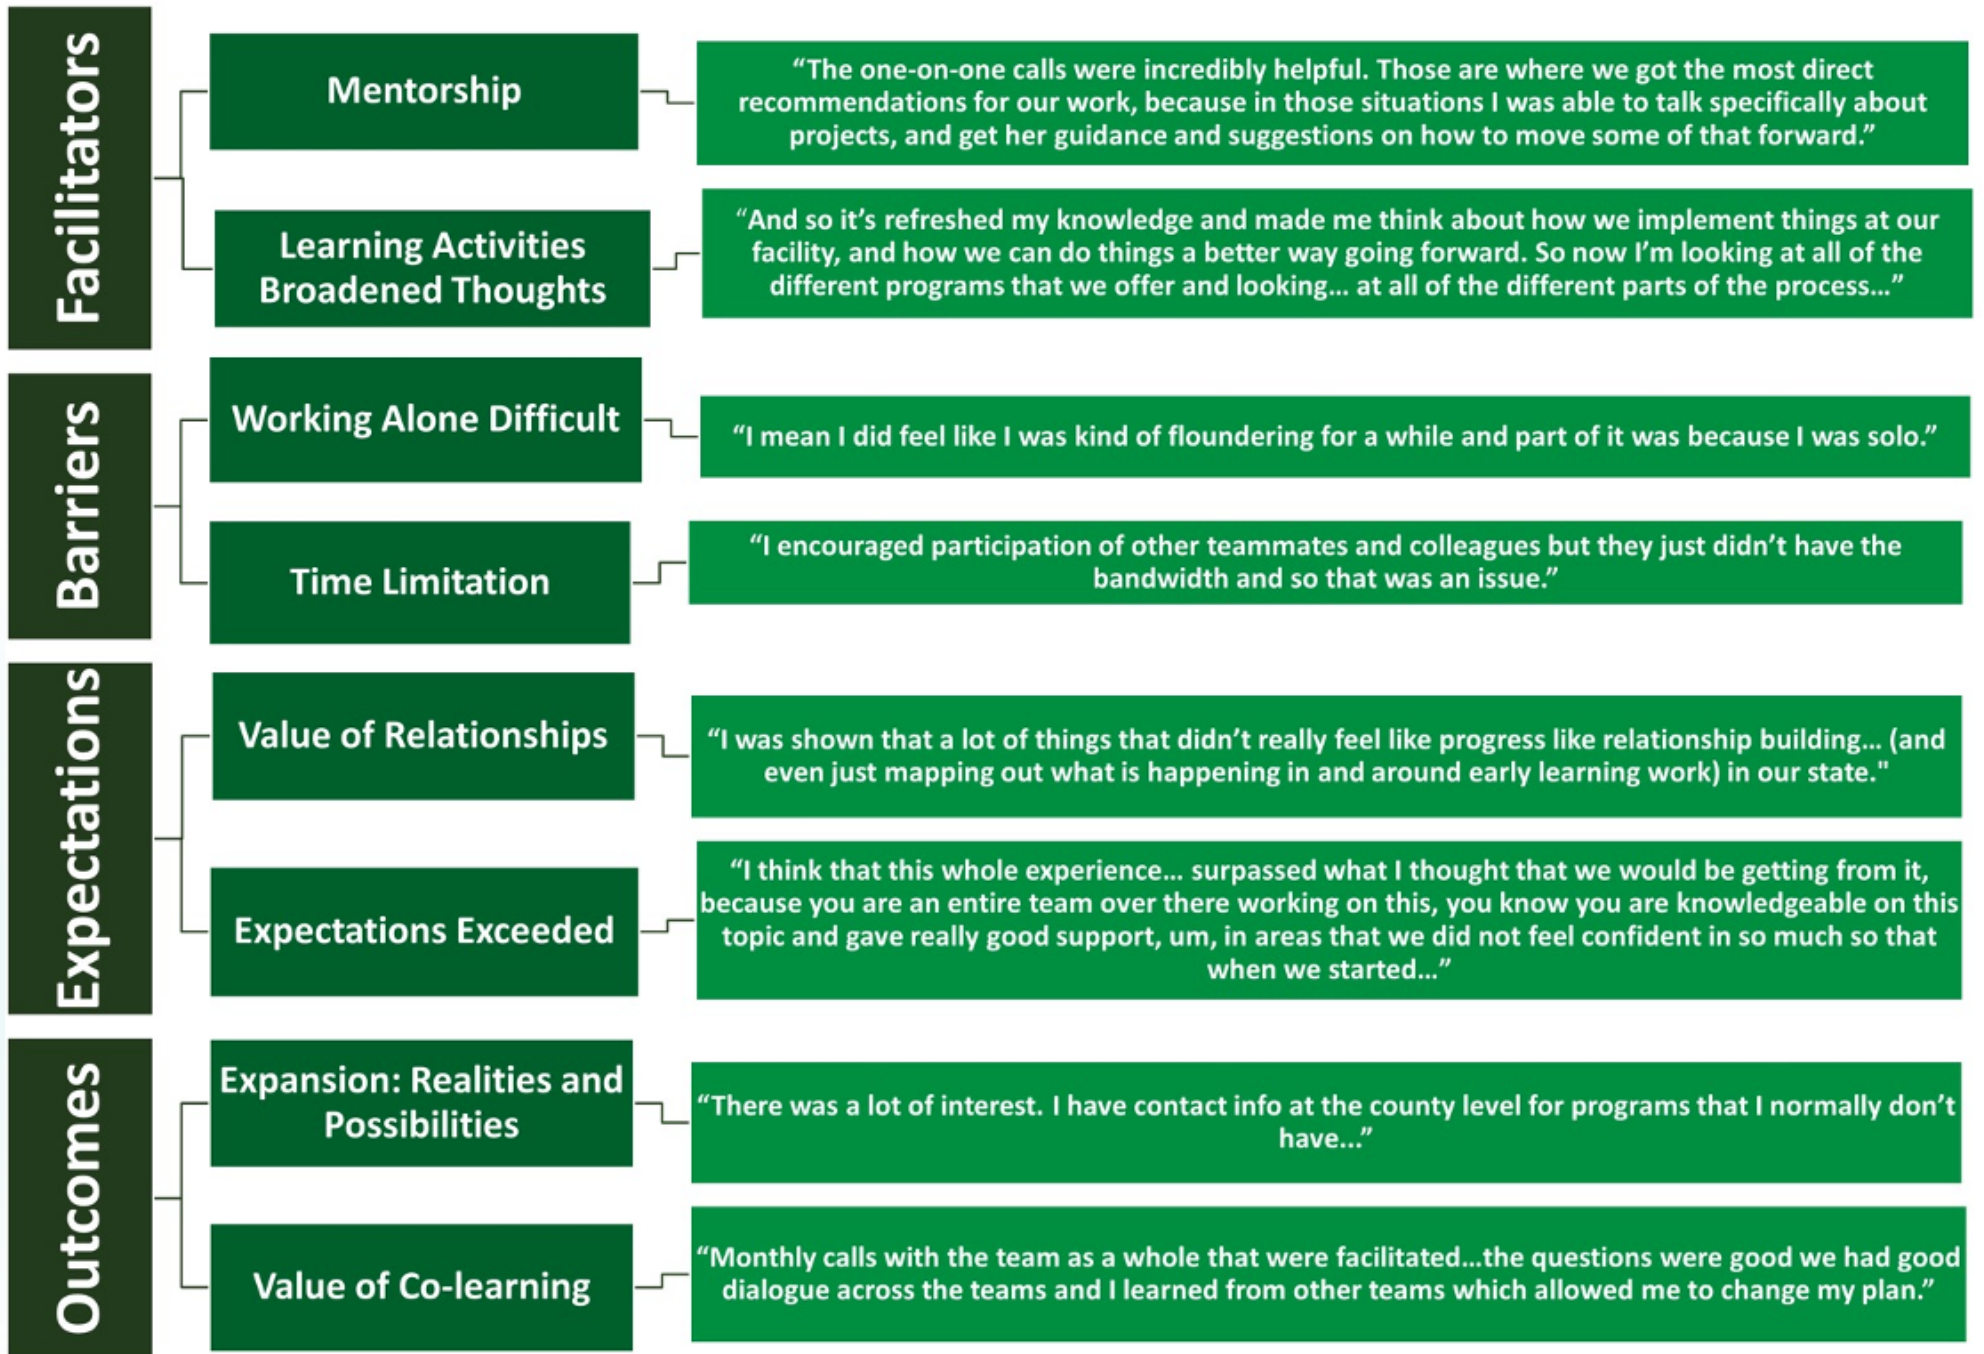 Facilitators
Mentorship
“The one-on-one calls were incredibly helpful. Those are where we got the most direct
recommendations for our work, because in those situations I was able to talk specifically about
projects, and get her guidance and suggestions on how to move some of that forward.”
Learning Activities
Broadened Thoughts
“And so it’s refreshed my knowledge and made me think about how we implement things at our
facility, and how we can do things a better way going forward. So now I’m looking at all of the
different programs that we offer and looking... at all of the different parts of the process...”
Barriers
Working Alone Difficult
“I mean I did feel like I was kind of floundering for a while and part of it was because I was solo.”
Time Limitation
“I encouraged participation of other teammates and colleagues but they just didn’t have the
bandwidth and so that was an issue.”
Expectations
Value of Relationships
“I was shown that a lot of things that didn’t really feel like progress like relationship building... (and
even just mapping out what is happening in and around early learning work) in our state."
Expectations Exceeded
“I think that this whole experience... surpassed what I thought that we would be getting from it,
because you are an entire team over there working on this, you know you are knowledgeable on this
topic and gave really good support, um, in areas that we did not feel confident in so much so that
when we started...”
Outcomes
Expansion: Realities and
Possibilities
“There was a lot of interest. I have contact info at the county level for programs that I normally don’t
have...”
Value of Co-learning
“Monthly calls with the team as a whole that were facilitated...the questions were good we had good
dialogue across the teams and I learned from other teams which allowed me to change my plan.”